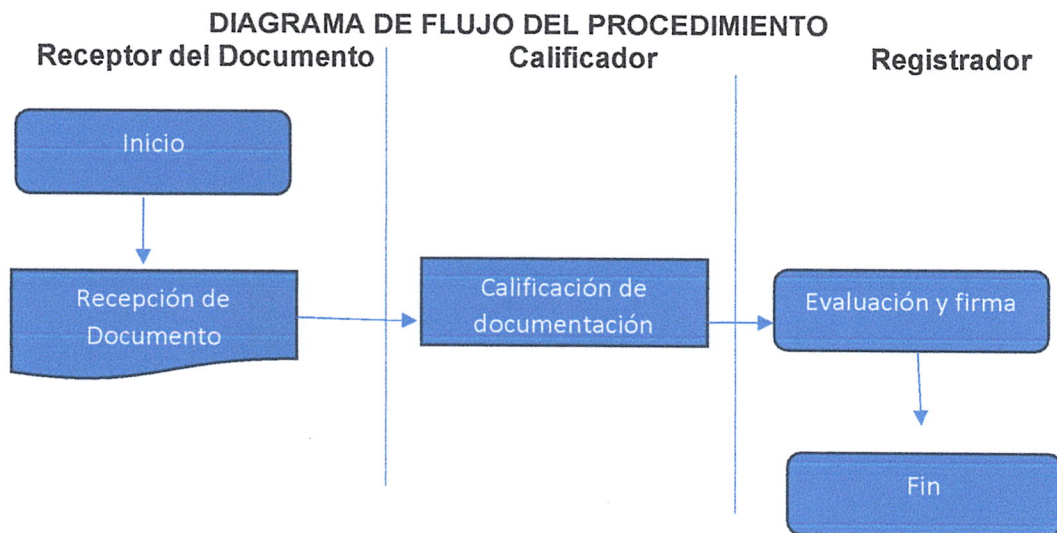 DIAGRAMA DE FLUJO DEL PROCEDIMIENTO
Receptor del Documento
Calificador
Registrador
Inicio
Recepción de
Documento
Calificación de
documentación
Evaluación y firma
Fin